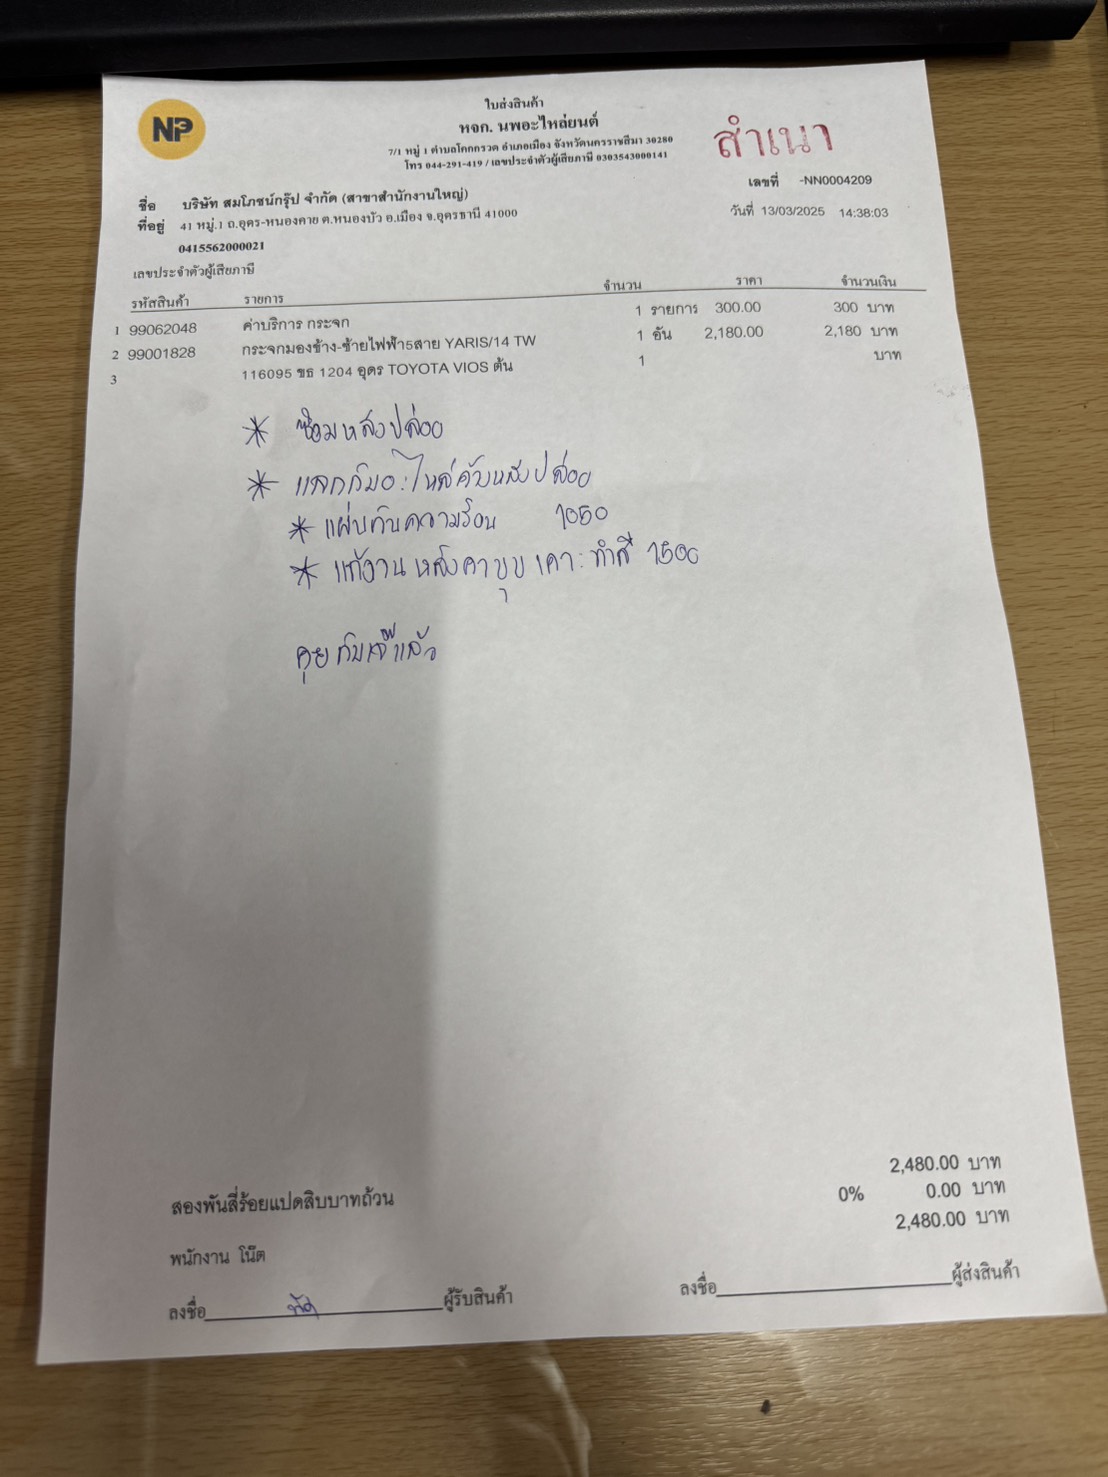 NP
ใบส่งสินค้า
หจก. นพอะไหล่ยนต์
7/1 หมู่ 1 ตำบลโคกกรวด อำเภอเมือง จังหวัดนครราชสีมา 30280
โทร 044-291-419 / เลขประจำตัวผู้เสียภาษี 0303543000141
สำเนา
เลขที่ -NN0004209
วันที่ 13/03/2025 14:38:03
ชื่อ บริษัท สมโภชน์กรุ๊ป จำกัด (สาขาสำนักงานใหญ่)
ที่อยู่ 41 หมู่.1 ถ.อุดร-หนองคาย ต.หนองบัว อ.เมือง จ.อุดรธานี 41000
0415562000021
เลขประจำตัวผู้เสียภาษี
รหัสสินค้า รายการ จำนวน ราคา จำนวนเงิน
1 99062048 ค่าบริการ กระจก 1 รายการ 300.00 300 บาท
2 99001828 กระจกมองข้าง-ซ้ายไฟฟ้า5สาย YARIS/14 TW 1 อัน 2,180.00 2,180 บาท
3 116095 ขธ 1204 อุดร TOYOTA VIOS ต้น 1 บาท
* ซ่อมหลังปล่อย
* แลกกับอะไหล่คันหลังปล่อย
* แผ่นกันความร้อน 1050
* แก้งาน หลังคาบุบ เคาะทำสี 1500
คุยกับเจ๊แล้ว
2,480.00 บาท
สองพันสี่ร้อยแปดสิบบาทถ้วน 0% 0.00 บาท
2,480.00 บาท
พนักงาน โน๊ต
ลงชื่อ ผู้รับสินค้า ลงชื่อ ผู้ส่งสินค้า